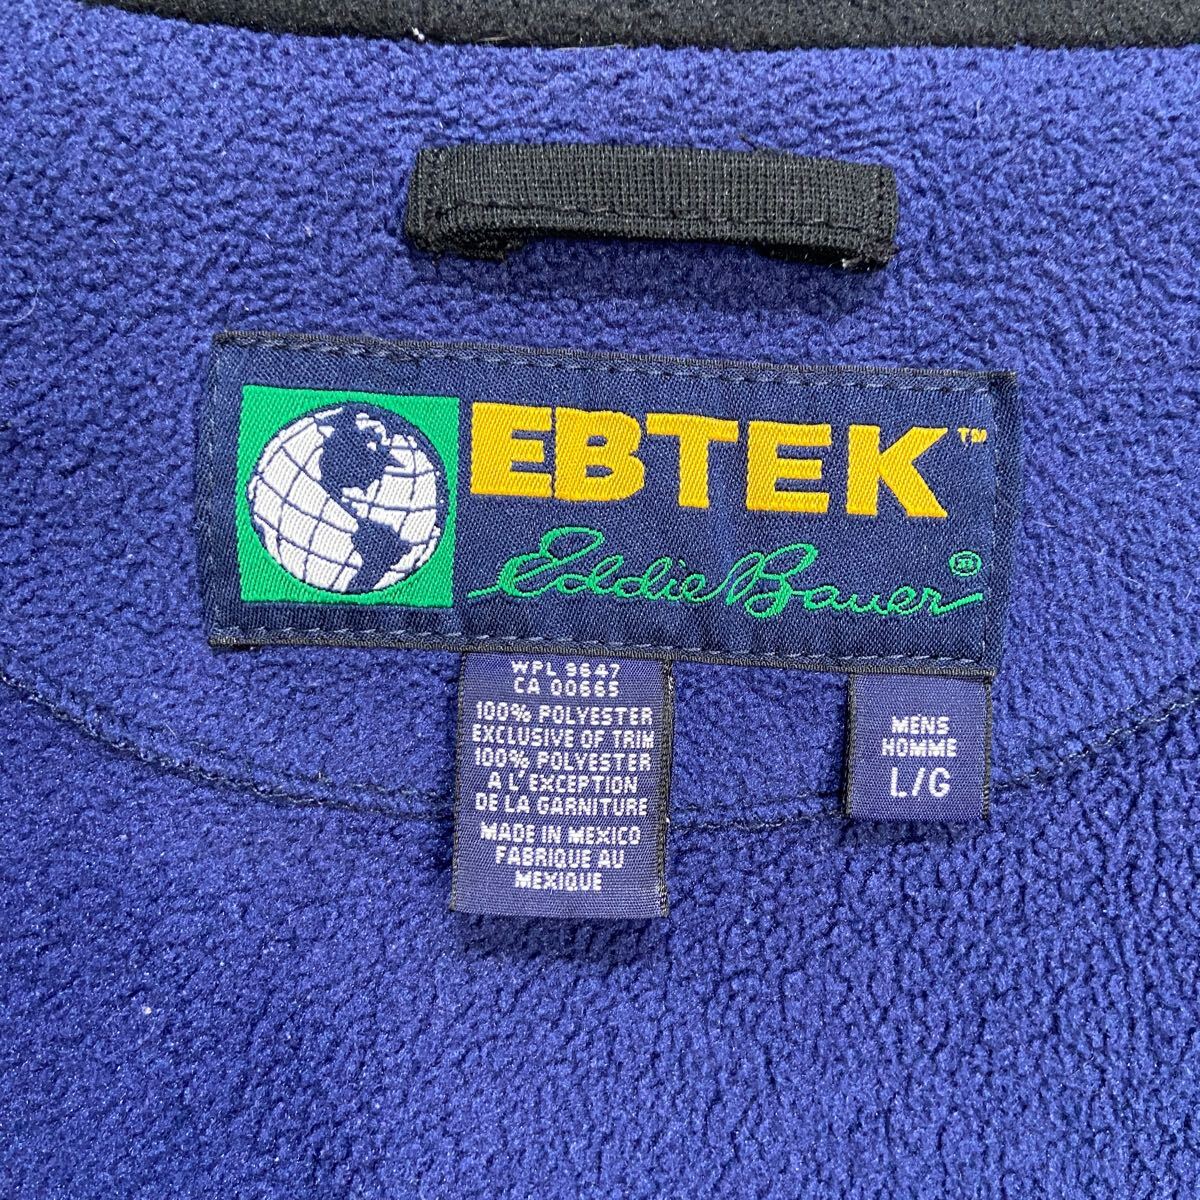 EBTEK™
Eddie Bauer®
WPL 9647
CA 00665
100% POLYESTER
EXCLUSIVE OF TRIM
100% POLYESTER
A L'EXCEPTION
DE LA GARNITURE
MADE IN MEXICO
FABRIQUE AU
MEXIQUE
MENS
HOMME
L/G